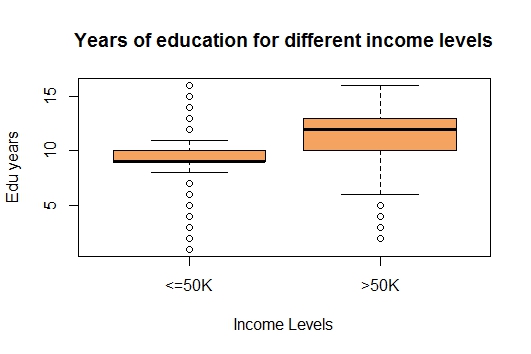 Years of education for different income levels
Edu years
15
10
5
<=50K
>50K
Income Levels